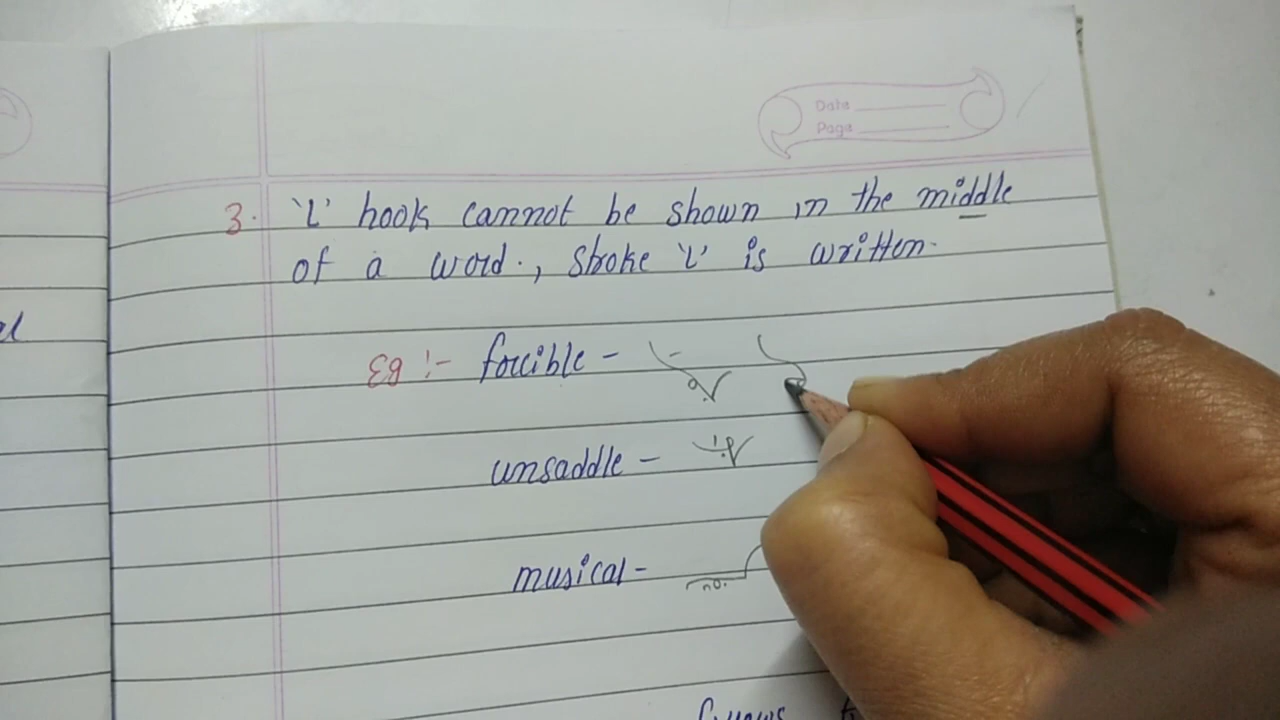 Date
Page
3. 'L' hook cannot be shown in the middle
of a word., stroke 'L' is written.
Eg :- forcible -
unsaddle -
musical -